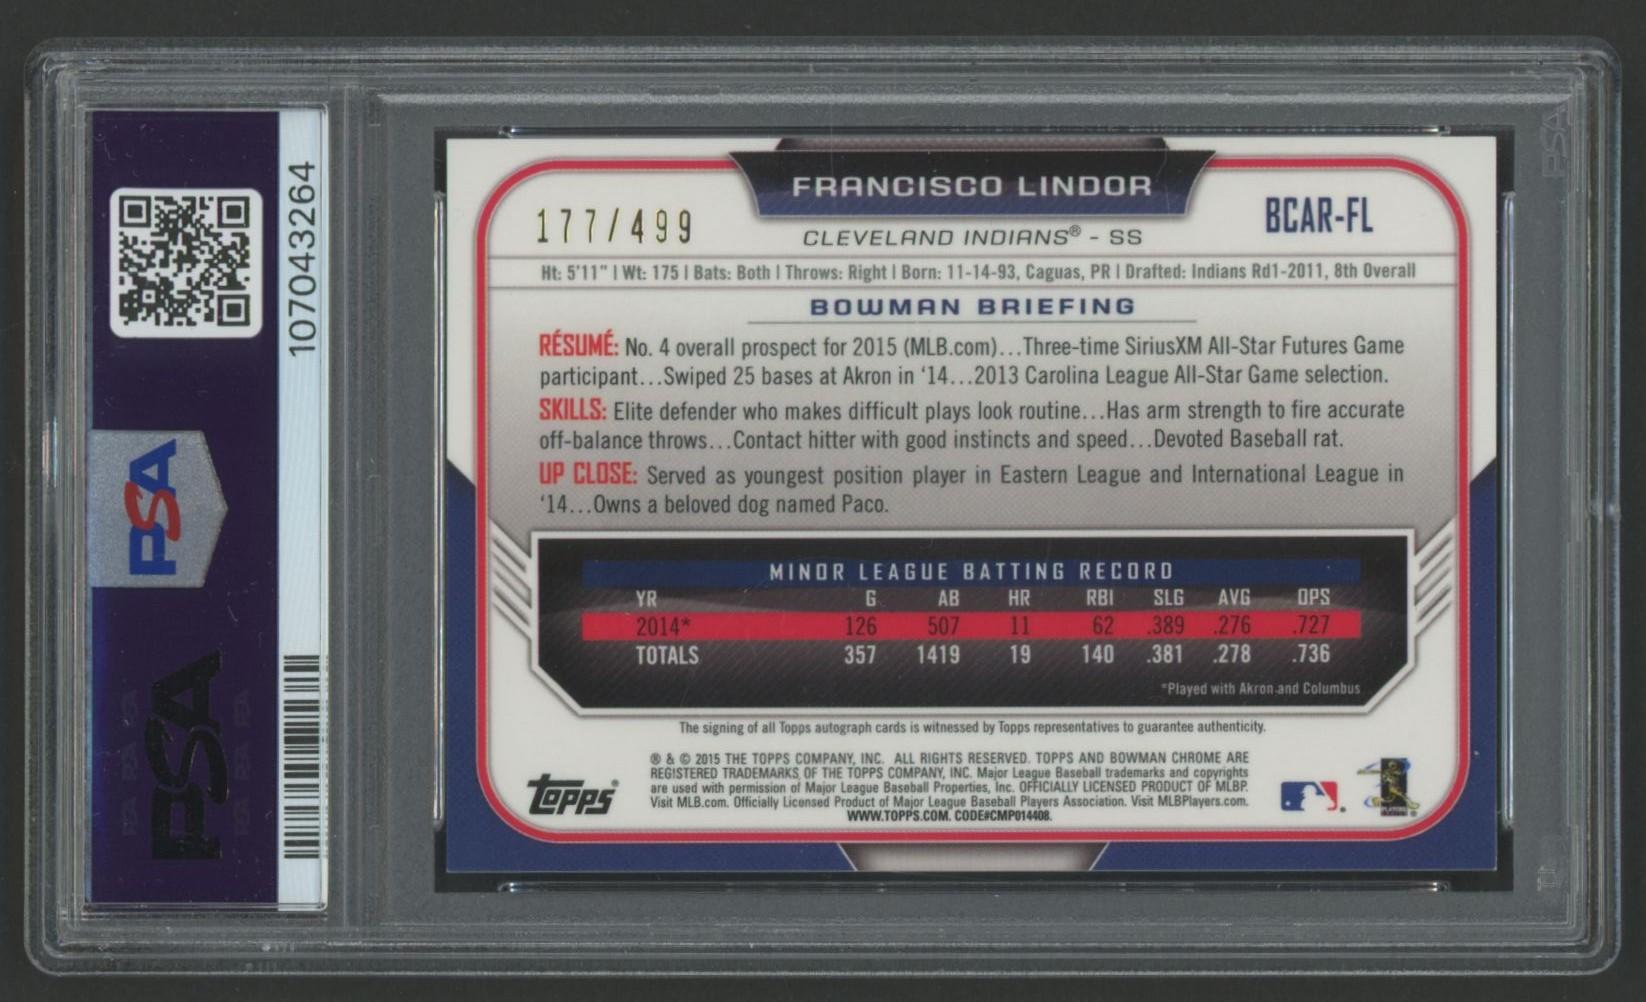 107043264
PSA
PSA
FRANCISCO LINDOR
177/499
BCAR-FL
CLEVELAND INDIANS® - SS
Ht: 5'11" | Wt: 175 | Bats: Both | Throws: Right | Born: 11-14-93, Caguas, PR | Drafted: Indians Rd1-2011, 8th Overall
BOWMAN BRIEFING
RÉSUMÉ: No. 4 overall prospect for 2015 (MLB.com)...Three-time SiriusXM All-Star Futures Game
participant...Swiped 25 bases at Akron in '14...2013 Carolina League All-Star Game selection.
SKILLS: Elite defender who makes difficult plays look routine...Has arm strength to fire accurate
off-balance throws...Contact hitter with good instincts and speed...Devoted Baseball rat.
UP CLOSE: Served as youngest position player in Eastern League and International League in
'14...Owns a beloved dog named Paco.
MINOR LEAGUE BATTING RECORD
YR G AB HR RBI SLG AVG OPS
2014* 126 507 11 62 .389 .276 .727
TOTALS 357 1419 19 140 .381 .278 .736
*Played with Akron and Columbus
The signing of all Topps autograph cards is witnessed by Topps representatives to guarantee authenticity.
® & © 2015 THE TOPPS COMPANY, INC. ALL RIGHTS RESERVED. TOPPS AND BOWMAN CHROME ARE
REGISTERED TRADEMARKS OF THE TOPPS COMPANY, INC. Major League Baseball trademarks and copyrights
are used with permission of Major League Baseball Properties, Inc. OFFICIALLY LICENSED PRODUCT OF MLBP.
Visit MLB.com. Officially Licensed Product of Major League Baseball Players Association. Visit MLBPlayers.com.
WWW.TOPPS.COM. CODE#CMP014408.
Topps®
PSA